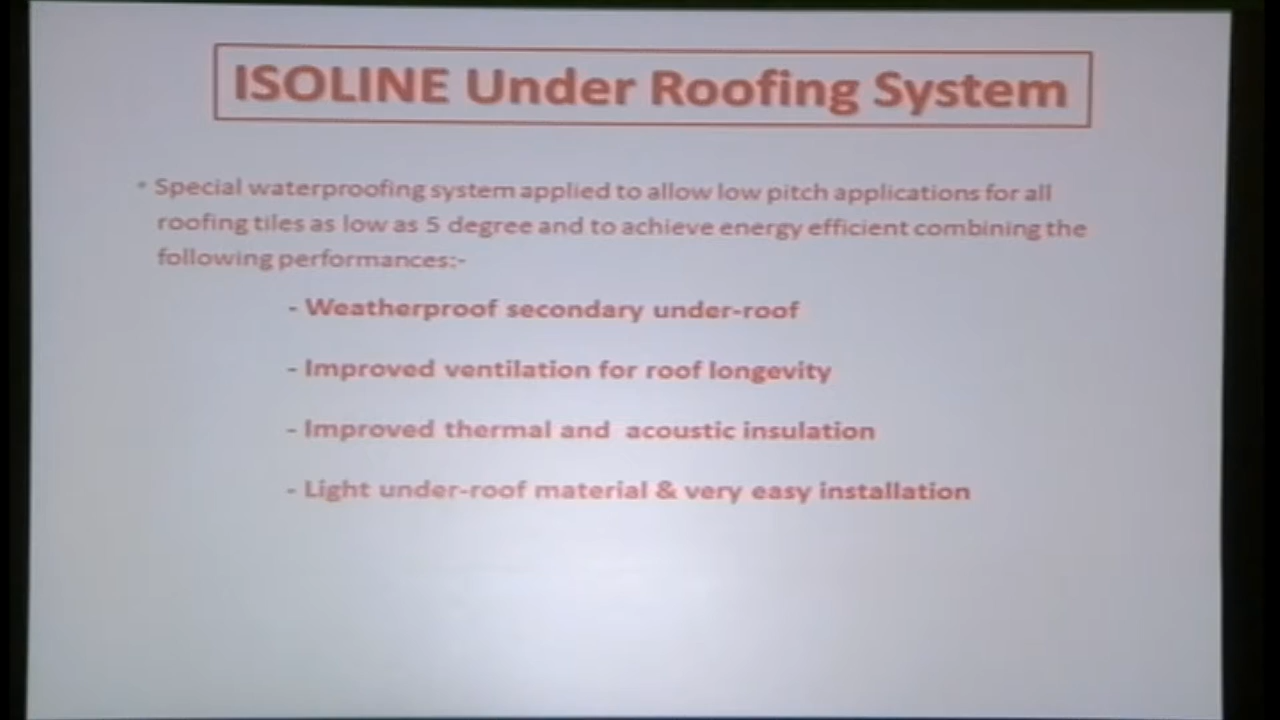 ISOLINE Under Roofing System
• Special waterproofing system applied to allow low pitch applications for all
roofing tiles as low as 5 degree and to achieve energy efficient combining the
following performances:-
- Weatherproof secondary under-roof
- Improved ventilation for roof longevity
- Improved thermal and acoustic insulation
- Light under-roof material & very easy installation